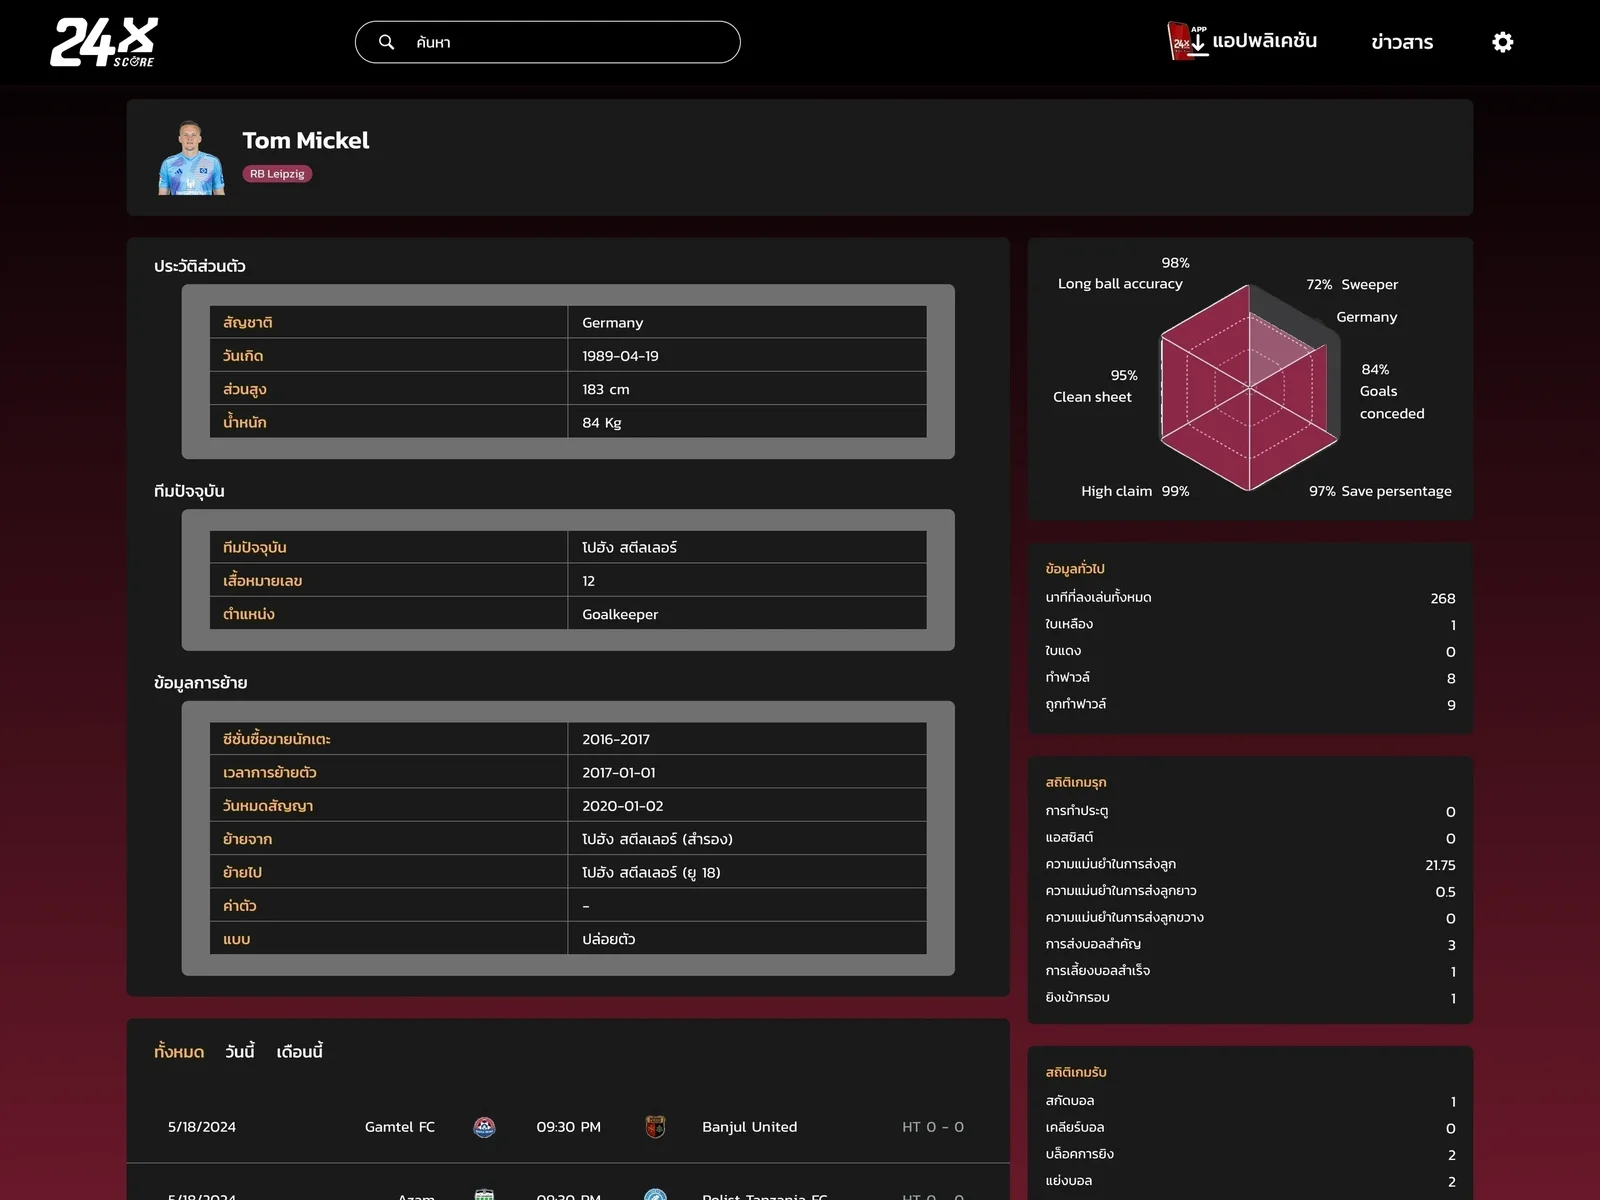 24X
SCORE
ค้นหา
APP
24X
แอปพลิเคชัน
ข่าวสาร
Tom Mickel
RB Leipzig
ประวัติส่วนตัว
สัญชาติ Germany
วันเกิด 1989-04-19
ส่วนสูง 183 cm
น้ำหนัก 84 Kg
ทีมปัจจุบัน
ทีมปัจจุบัน โปฮัง สตีลเลอร์
เสื้อหมายเลข 12
ตำแหน่ง Goalkeeper
ข้อมูลการย้าย
ซีซั่นซื้อขายนักเตะ 2016-2017
เวลาการย้ายตัว 2017-01-01
วันหมดสัญญา 2020-01-02
ย้ายจาก โปฮัง สตีลเลอร์ (สำรอง)
ย้ายไป โปฮัง สตีลเลอร์ (ยู 18)
ค่าตัว -
แบบ ปล่อยตัว
ทั้งหมด วันนี้ เดือนนี้
5/18/2024 Gamtel FC 09:30 PM Banjul United HT 0 - 0
5/18/2024 Azam 09:30 PM Polist Tanzania FC HT 0 - 0
98%
Long ball accuracy
72% Sweeper
Germany
95%
Clean sheet
84%
Goals
conceded
High claim 99%
97% Save persentage
ข้อมูลทั่วไป
นาทีที่ลงเล่นทั้งหมด 268
ใบเหลือง 1
ใบแดง 0
ทำฟาวล์ 8
ถูกทำฟาวล์ 9
สถิติเกมรุก
การทำประตู 0
แอสซิสต์ 0
ความแม่นยำในการส่งลูก 21.75
ความแม่นยำในการส่งลูกยาว 0.5
ความแม่นยำในการส่งลูกขวาง 0
การส่งบอลสำคัญ 3
การเลี้ยงบอลสำเร็จ 1
ยิงเข้ากรอบ 1
สถิติเกมรับ
สกัดบอล 1
เคลียร์บอล 0
บล็อคการยิง 2
แย่งบอล 2